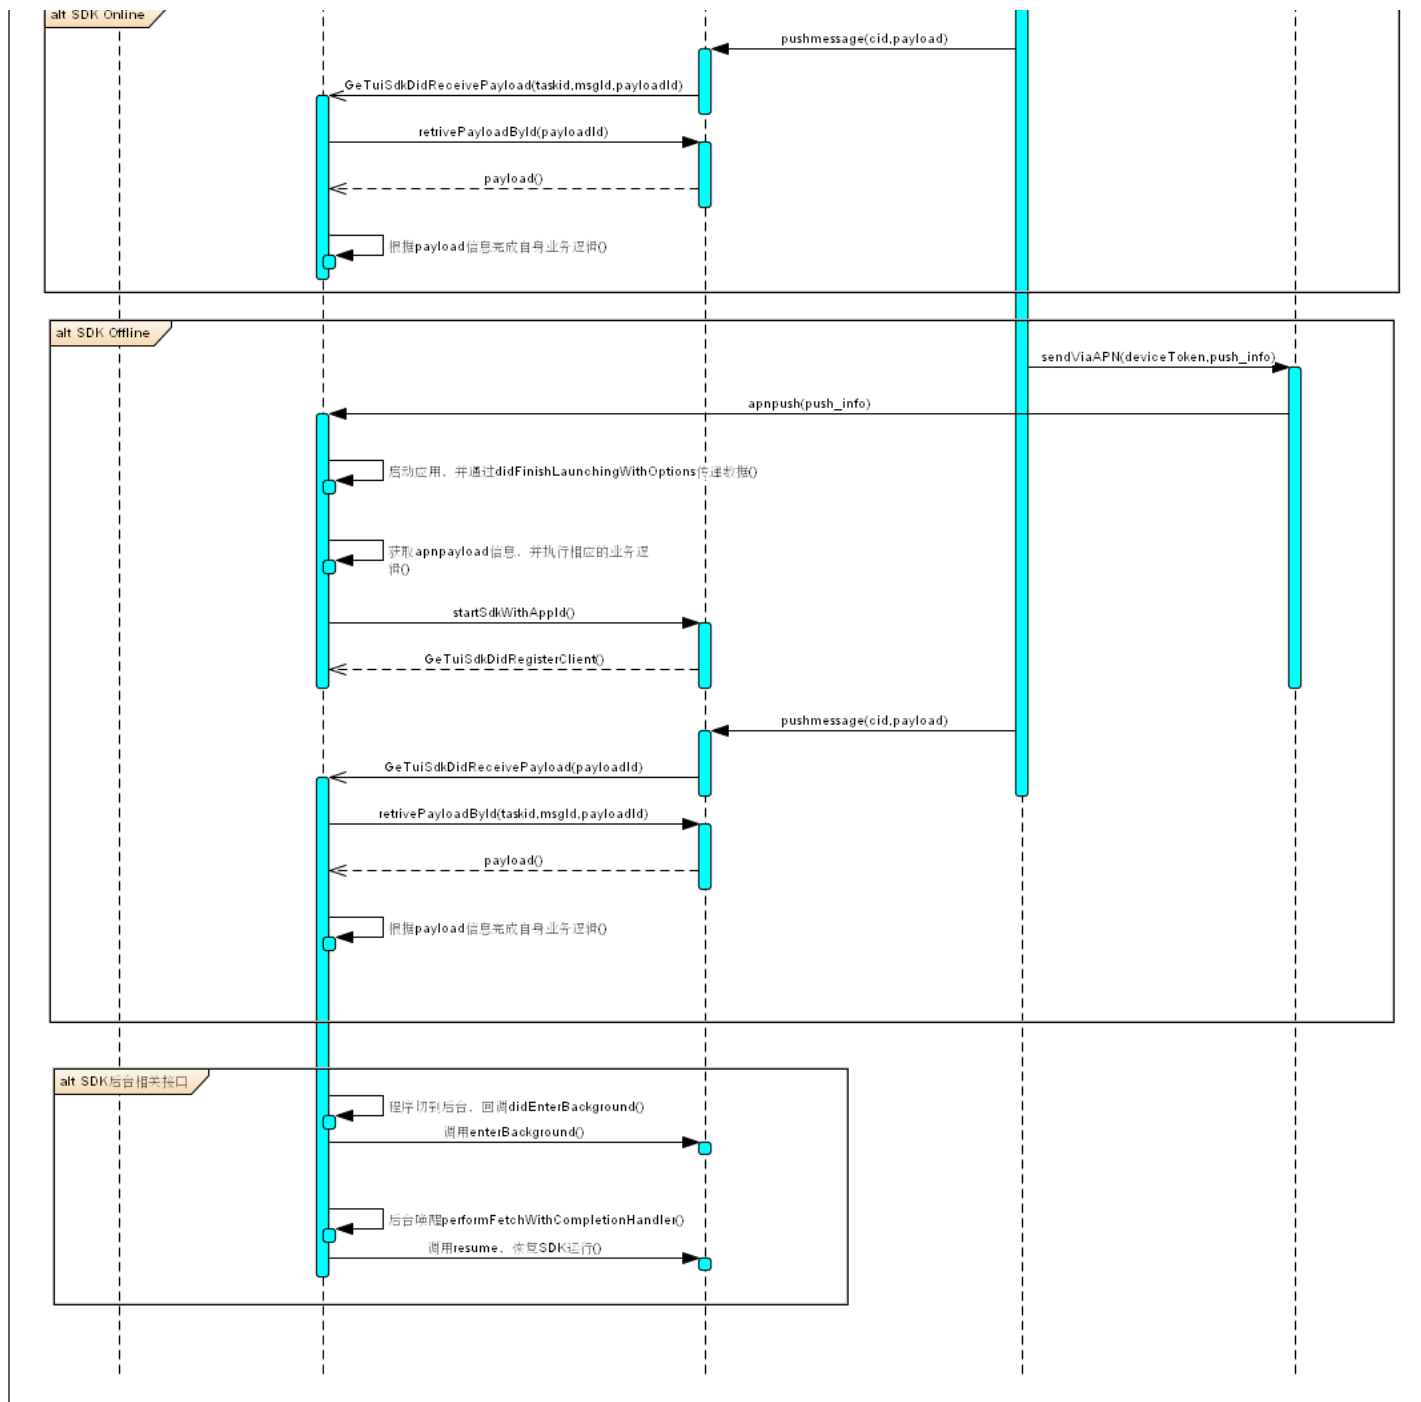 alt SDK Online
pushmessage(cid,payload)
GeTuiSdkDidReceivePayload(taskid,msgId,payloadId)
retrivePayloadById(payloadId)
payload()
根据payload信息完成自身业务逻辑()
alt SDK Offline
sendViaAPN(deviceToken,push_info)
apnpush(push_info)
启动应用，并通过didFinishLaunchingWithOptions传递数据()
获取apnpayload信息，并执行相应的业务逻
辑()
startSdkWithAppId()
GeTuiSdkDidRegisterClient()
pushmessage(cid,payload)
GeTuiSdkDidReceivePayload(payloadId)
retrivePayloadById(taskid,msgId,payloadId)
payload()
根据payload信息完成自身业务逻辑()
alt SDK后台相关接口
程序切到后台，回调didEnterBackground()
调用enterBackground()
后台唤醒performFetchWithCompletionHandler()
调用resume，恢复SDK运行()